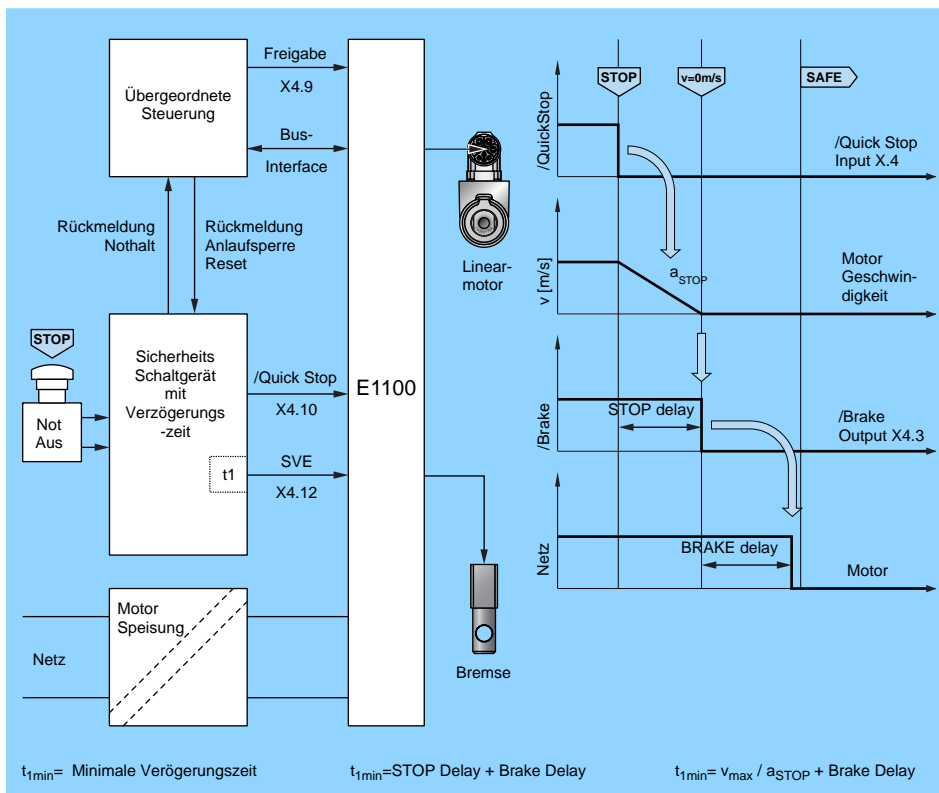 Übergeordnete
Steuerung
Freigabe
X4.9
Bus-
Interface
Rückmeldung
Nothalt
Rückmeldung
Anlaufsperre
Reset
STOP
Not
Aus
Sicherheits
Schaltgerät
mit
Verzögerungs
-zeit
t1
/Quick Stop
X4.10
SVE
X4.12
E1100
Linear-
motor
Bremse
Motor
Speisung
Netz
STOP
v=0m/s
SAFE
/QuickStop
/Quick Stop
Input X.4
v [m/s]
aSTOP
Motor
Geschwin-
digkeit
/Brake
STOP delay
/Brake
Output X4.3
Netz
BRAKE delay
Motor
t1min= Minimale Verögerungszeit
t1min=STOP Delay + Brake Delay
t1min= vmax / aSTOP + Brake Delay